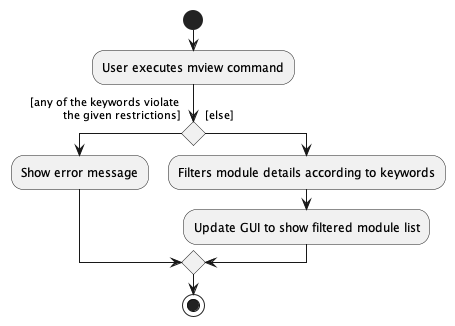 User executes mview command
[any of the keywords violate
the given restrictions]
[else]
Show error message
Filters module details according to keywords
Update GUI to show filtered module list